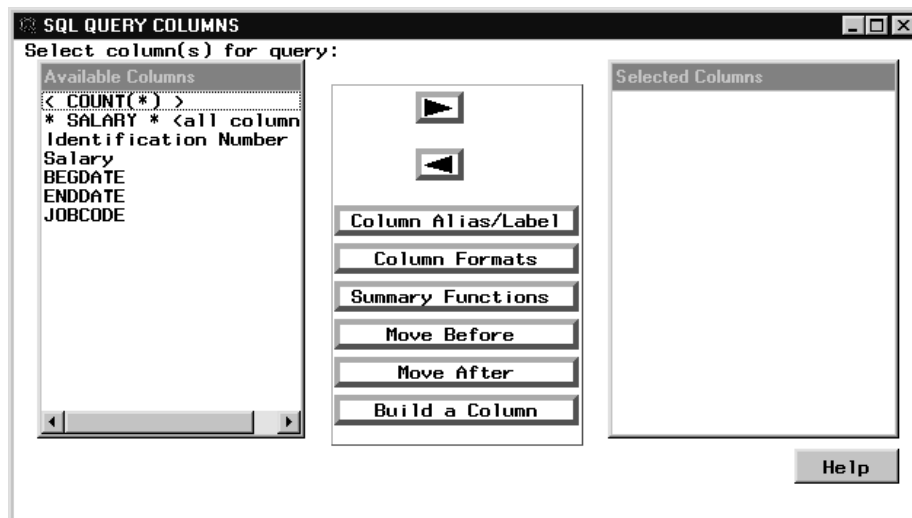 SQL QUERY COLUMNS
Select column(s) for query:
Available Columns
< COUNT(*) >
* SALARY * <all column
Identification Number
Salary
BEGDATE
ENDDATE
JOBCODE
Column Alias/Label
Column Formats
Summary Functions
Move Before
Move After
Build a Column
Selected Columns
Help